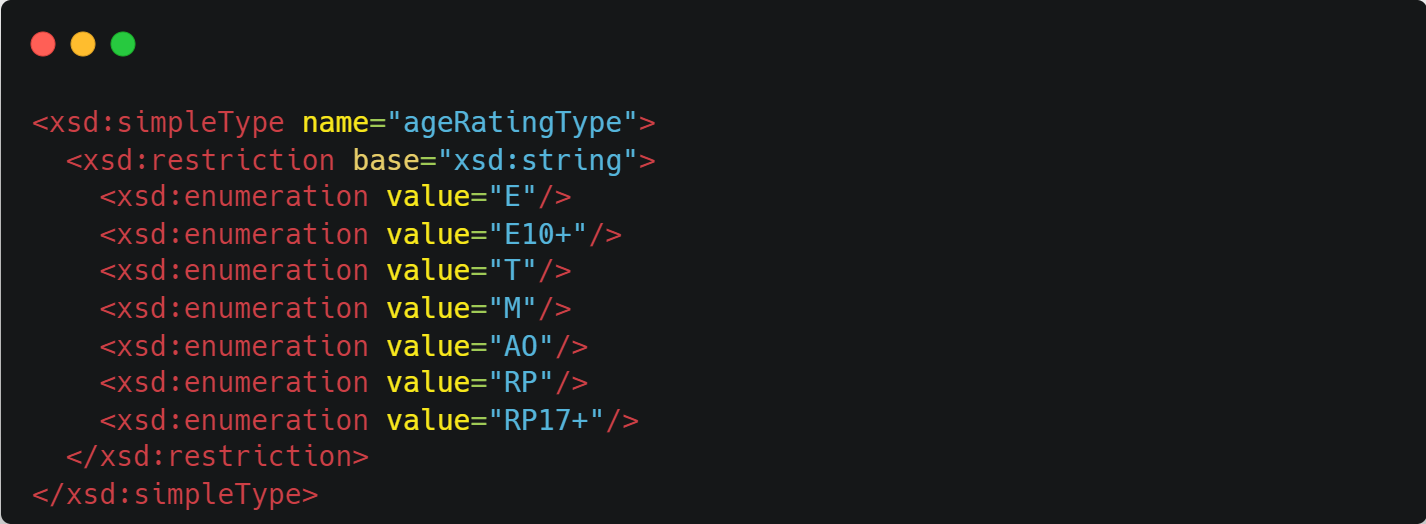 <xsd:simpleType name="ageRatingType">
  <xsd:restriction base="xsd:string">
    <xsd:enumeration value="E"/>
    <xsd:enumeration value="E10+"/>
    <xsd:enumeration value="T"/>
    <xsd:enumeration value="M"/>
    <xsd:enumeration value="AO"/>
    <xsd:enumeration value="RP"/>
    <xsd:enumeration value="RP17+"/>
  </xsd:restriction>
</xsd:simpleType>